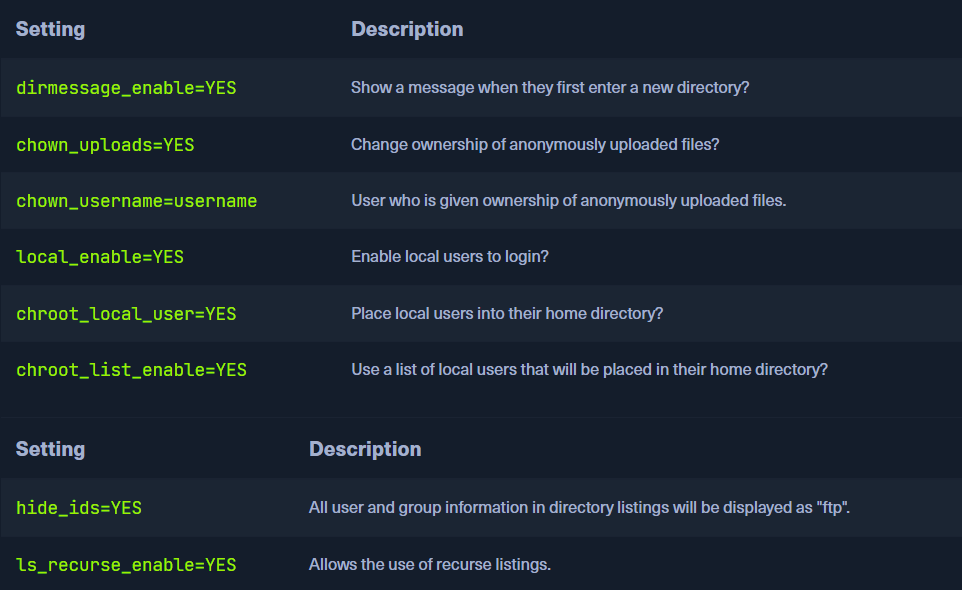 Setting Description
dirmessage_enable=YES Show a message when they first enter a new directory?
chown_uploads=YES Change ownership of anonymously uploaded files?
chown_username=username User who is given ownership of anonymously uploaded files.
local_enable=YES Enable local users to login?
chroot_local_user=YES Place local users into their home directory?
chroot_list_enable=YES Use a list of local users that will be placed in their home directory?
Setting Description
hide_ids=YES All user and group information in directory listings will be displayed as "ftp".
ls_recurse_enable=YES Allows the use of recurse listings.